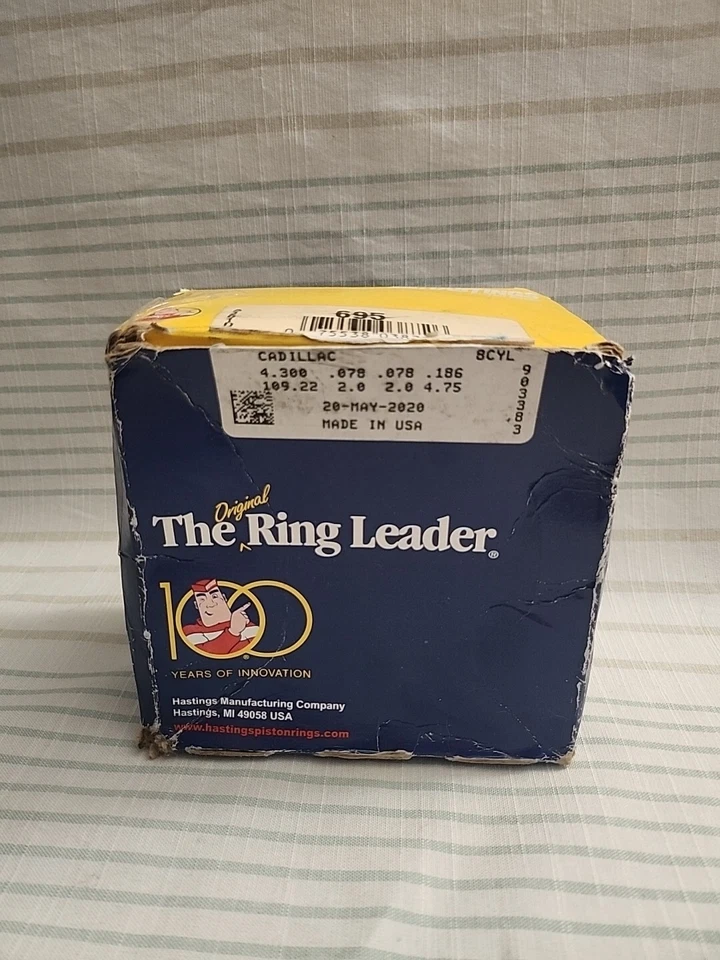 695
CADILLAC 8CYL
4.300 .078 .078 .186
109.22 2.0 2.0 4.75
20-MAY-2020
MADE IN USA
903383
Original
The Ring Leader®
100
YEARS OF INNOVATION
Hastings Manufacturing Company
Hastings, MI 49058 USA
www.hastingspistonrings.com